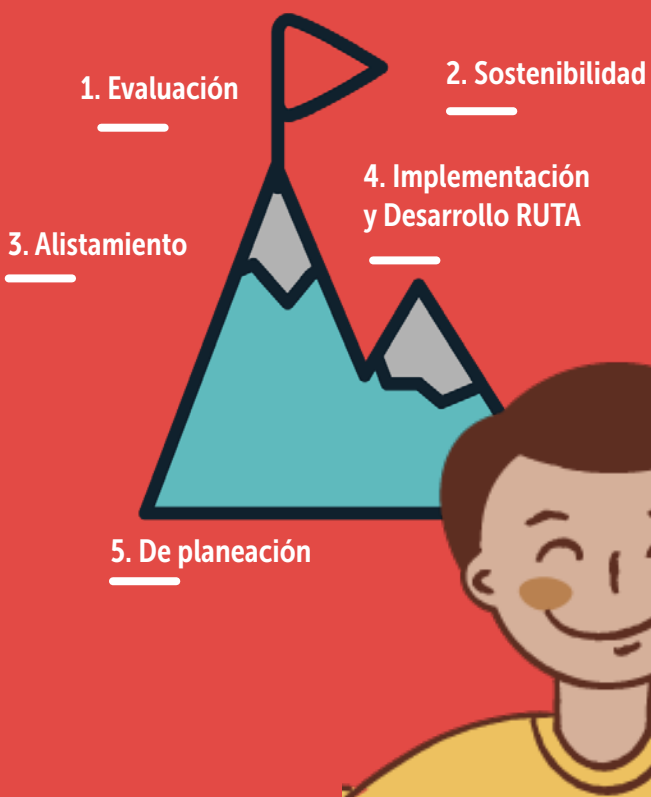 1. Evaluación
2. Sostenibilidad
3. Alistamiento
4. Implementación
y Desarrollo RUTA
5. De planeación